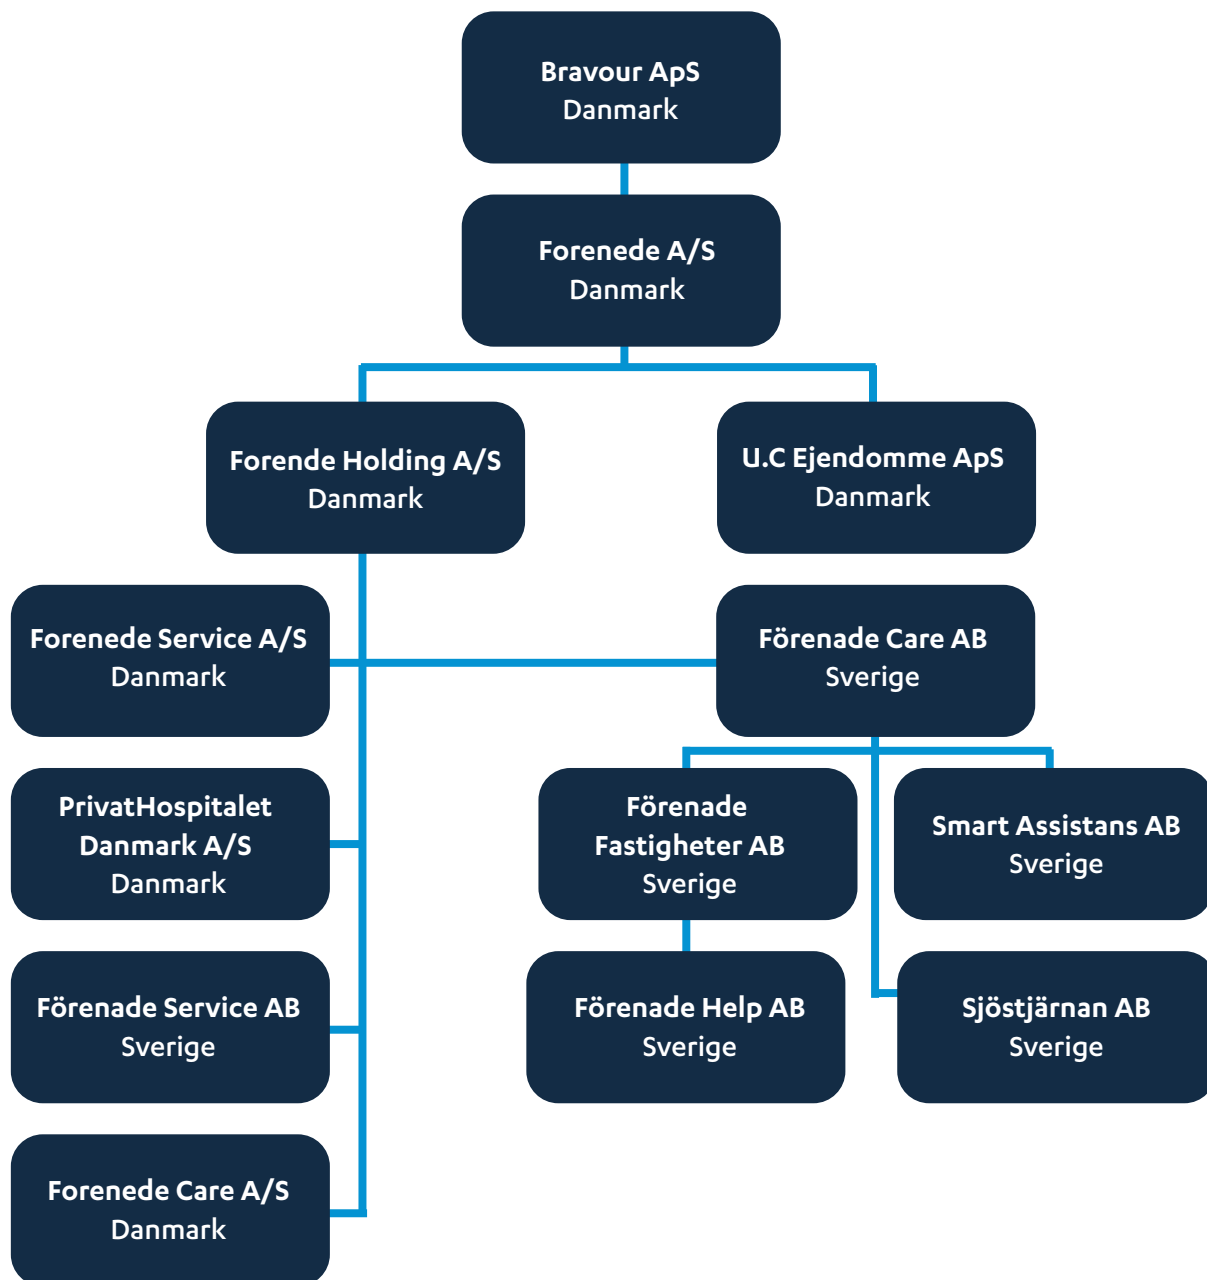 Bravour ApS
Danmark
Forenede A/S
Danmark
Forende Holding A/S
Danmark
U.C Ejendomme ApS
Danmark
Forenede Service A/S
Danmark
Förenade Care AB
Sverige
PrivatHospitalet
Danmark A/S
Danmark
Förenade
Fastigheter AB
Sverige
Smart Assistans AB
Sverige
Förenade Service AB
Sverige
Förenade Help AB
Sverige
Sjöstjärnan AB
Sverige
Forenede Care A/S
Danmark